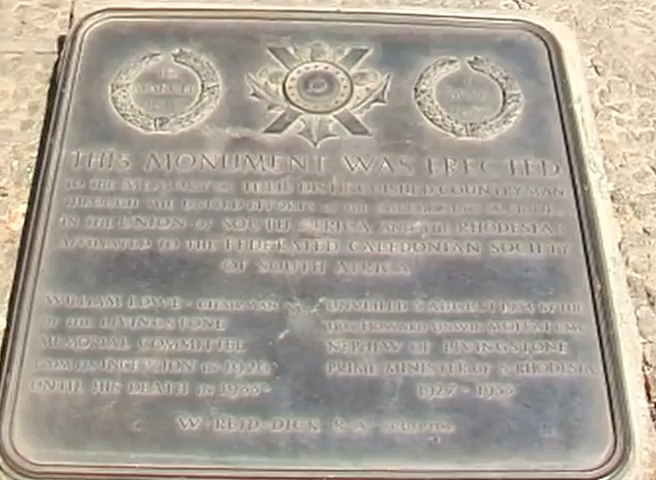 MARCH
MAY
THIS MONUMENT WAS ERECTED
TO THE MEMORY OF THEIR DISTINGUISHED COUNTRYMAN
THROUGH THE UNITED EFFORTS OF THE CALEDONIAN SOCIETIES
IN THE UNION OF SOUTH AFRICA AND THE RHODESIAS
AFFILIATED TO THE FEDERATED CALEDONIAN SOCIETY
OF SOUTH AFRICA
WILLIAM LOWE - CHAIRMAN
OF THE LIVINGSTONE
MEMORIAL COMMITTEE
FROM ITS INCEPTION IN
UNTIL HIS DEATH IN 1933-
UNVEILED 5 AUGUST 1934 BY THE
HON. HOWARD UNWIN MOFFAT CMG
NEPHEW OF LIVINGSTONE
PRIME MINISTER OF S. RHODESIA
1927 - 1933
W. REID-DICK R.A. SCULPTOR